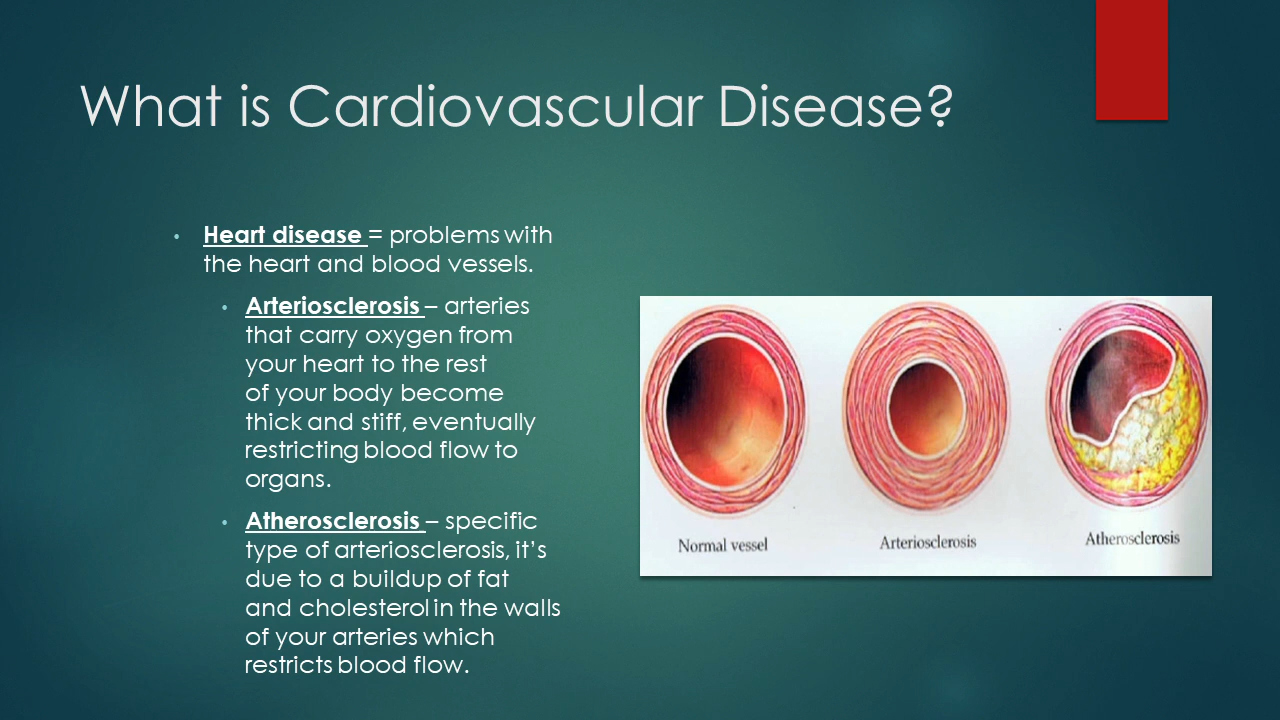 What is Cardiovascular Disease?
• Heart disease = problems with
the heart and blood vessels.
• Arteriosclerosis – arteries
that carry oxygen from
your heart to the rest
of your body become
thick and stiff, eventually
restricting blood flow to
organs.
• Atherosclerosis – specific
type of arteriosclerosis, it's
due to a buildup of fat
and cholesterol in the walls
of your arteries which
restricts blood flow.
Normal vessel
Arteriosclerosis
Atherosclerosis